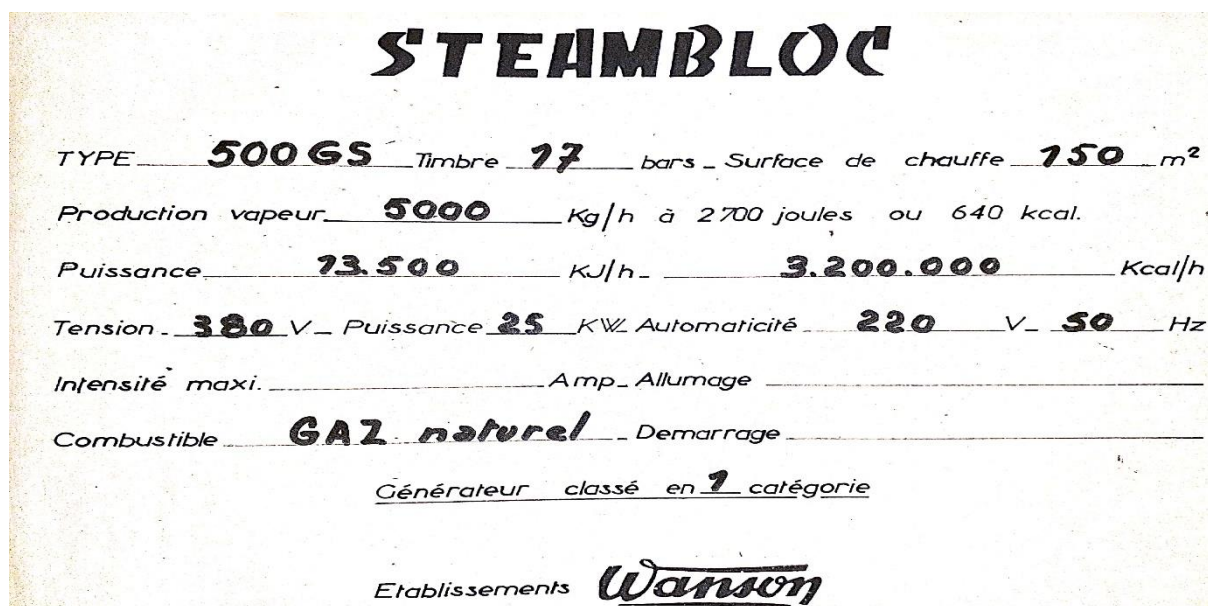 STEAMBLOC
TYPE 500 GS Timbre 17 bars - Surface de chauffe 150 m²
Production vapeur 5000 Kg/h à 2700 joules ou 640 kcal.
Puissance 13.500 KJ/h - 3.200.000 Kcal/h
Tension - 380 V - Puissance 25 KW - Automaticité - 220 V - 50 Hz
Intensité maxi. Amp - Allumage
Combustible GAZ naturel - Demarrage
Générateur classé en 1 catégorie
Etablissements Wanson